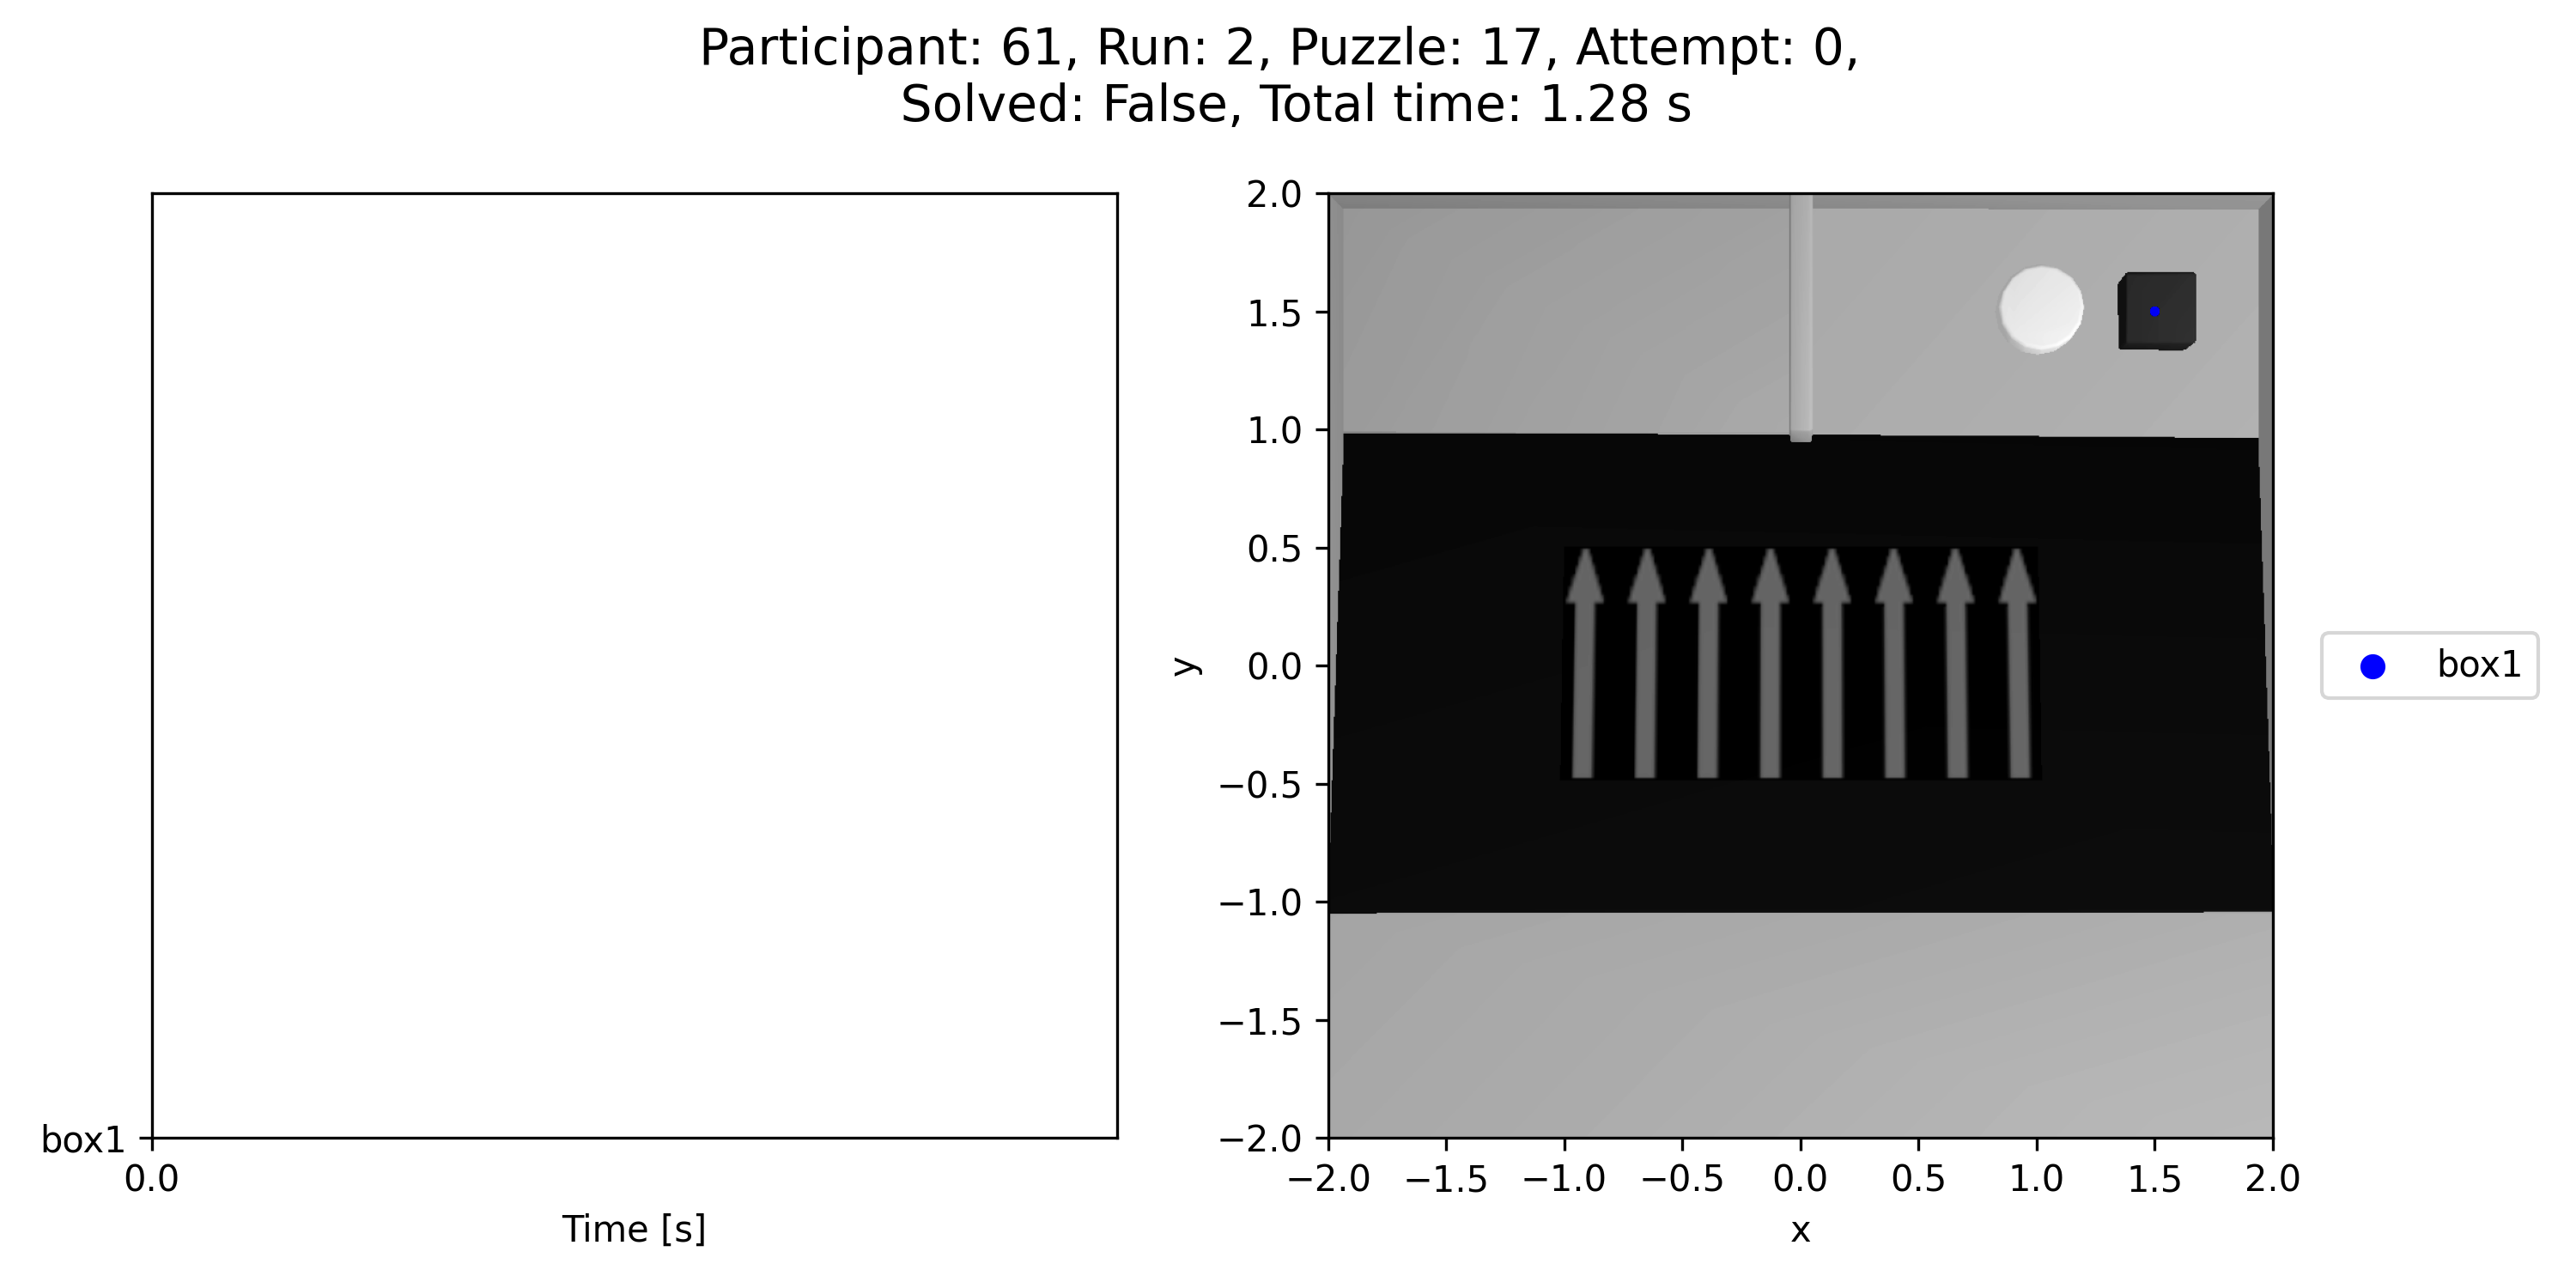 Participant: 61, Run: 2, Puzzle: 17, Attempt: 0,
Solved: False, Total time: 1.28 s
box1
0.0
Time [s]
2.0
1.5
1.0
0.5
0.0
−0.5
−1.0
−1.5
−2.0
y
−2.0 −1.5 −1.0 −0.5 0.0 0.5 1.0 1.5 2.0
x
box1